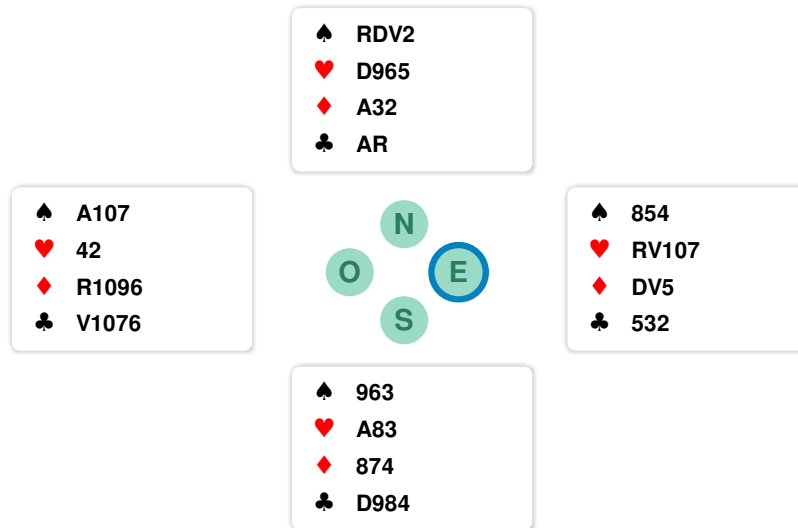 ♠ RDV2
♥ D965
♦ A32
♣ AR
♠ A107
♥ 42
♦ R1096
♣ V1076
N
O
E
S
♠ 854
♥ RV107
♦ DV5
♣ 532
♠ 963
♥ A83
♦ 874
♣ D984